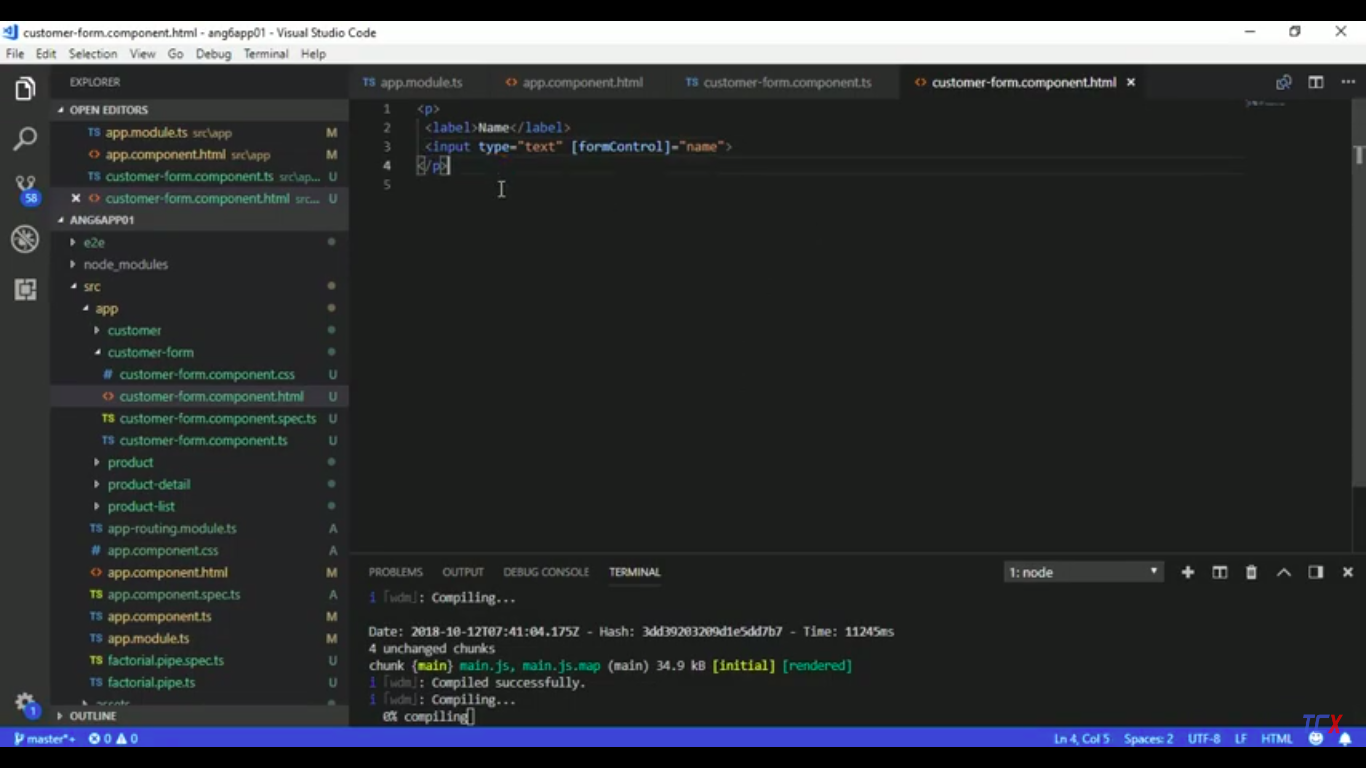 customer-form.component.html - ang6app01 - Visual Studio Code
File Edit Selection View Go Debug Terminal Help
EXPLORER
OPEN EDITORS
TS app.module.ts src\app M
<> app.component.html src\app M
TS customer-form.component.ts src\ap... U
× <> customer-form.component.html src... U
ANG6APP01
e2e
node_modules
src
app
customer
customer-form
# customer-form.component.css U
<> customer-form.component.html U
TS customer-form.component.spec.ts U
TS customer-form.component.ts U
product
product-detail
product-list
TS app-routing.module.ts A
# app.component.css A
<> app.component.html M
TS app.component.spec.ts A
TS app.component.ts M
TS app.module.ts M
TS factorial.pipe.spec.ts U
TS factorial.pipe.ts U
assets
OUTLINE
58
1
TS app.module.ts <> app.component.html TS customer-form.component.ts <> customer-form.component.html ×
1 <p>
2 <label>Name</label>
3 <input type="text" [formControl]="name">
4 </p>
5
PROBLEMS OUTPUT DEBUG CONSOLE TERMINAL 1: node
i ｢wdm｣: Compiling...
Date: 2018-10-12T07:41:04.175Z - Hash: 3dd39203209d1e5dd7b7 - Time: 11245ms
4 unchanged chunks
chunk {main} main.js, main.js.map (main) 34.9 kB [initial] [rendered]
i ｢wdm｣: Compiled successfully.
i ｢wdm｣: Compiling...
0% compiling
TCX
master*+ 0 0 Ln 4, Col 5 Spaces: 2 UTF-8 LF HTML